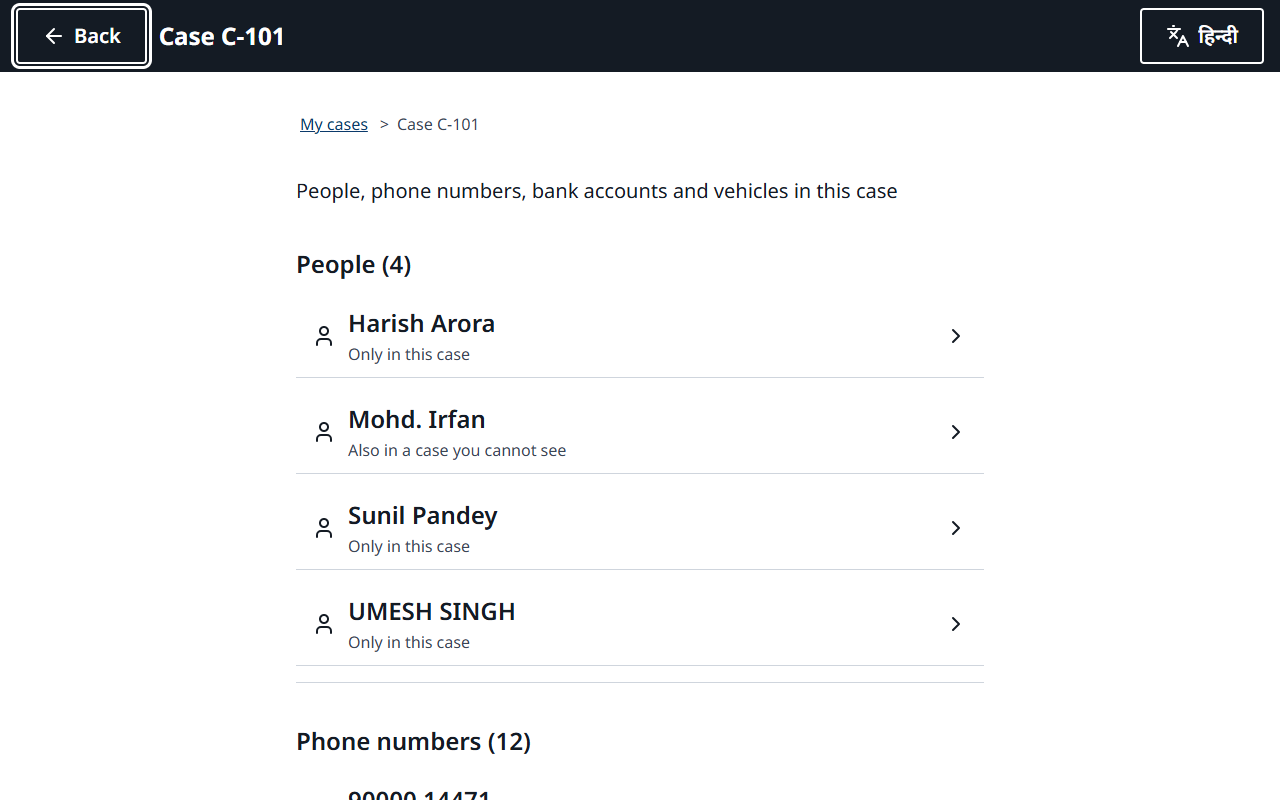 Back
Case C-101
हिन्दी
My cases > Case C-101
People, phone numbers, bank accounts and vehicles in this case
People (4)
Harish Arora
Only in this case
Mohd. Irfan
Also in a case you cannot see
Sunil Pandey
Only in this case
UMESH SINGH
Only in this case
Phone numbers (12)
90000 14471